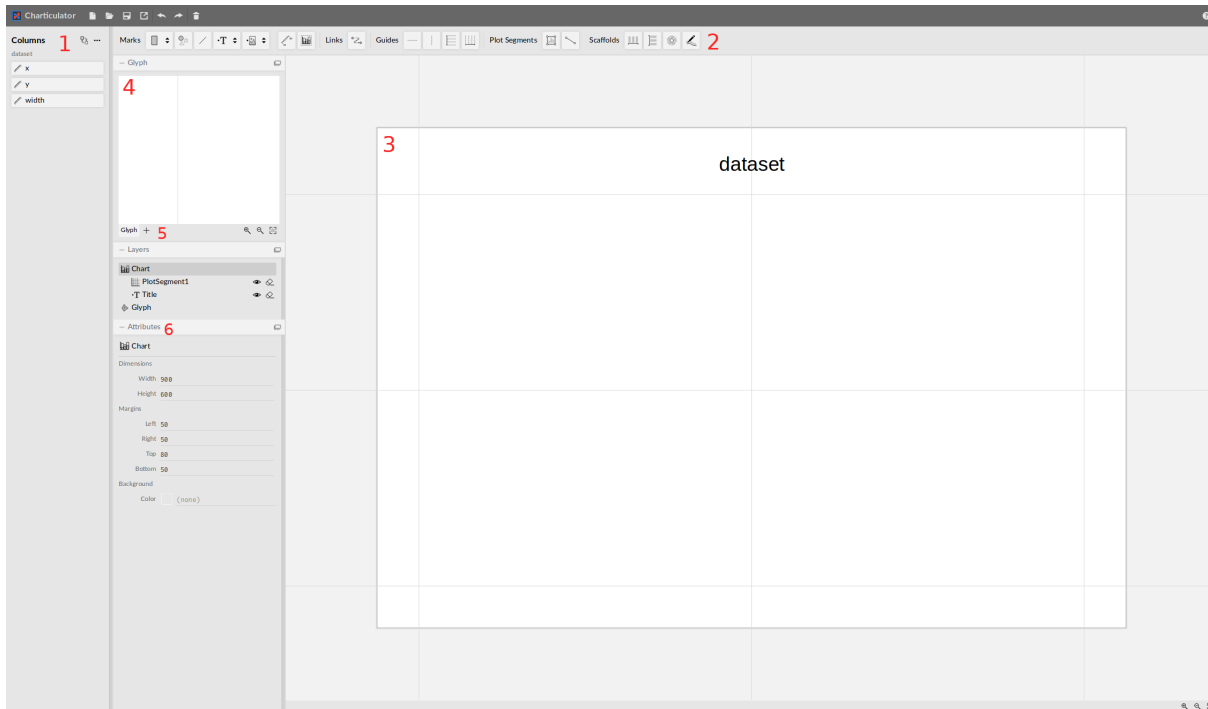 Charticulator
Columns 1
dataset
x
y
width
Marks T Links Guides Plot Segments Scaffolds 2
– Glyph
4
Glyph + 5
– Layers
Chart
PlotSegment1
T Title
Glyph
– Attributes 6
Chart
Dimensions
Width 900
Height 600
Margins
Left 50
Right 50
Top 80
Bottom 50
Background
Color (none)
3
dataset